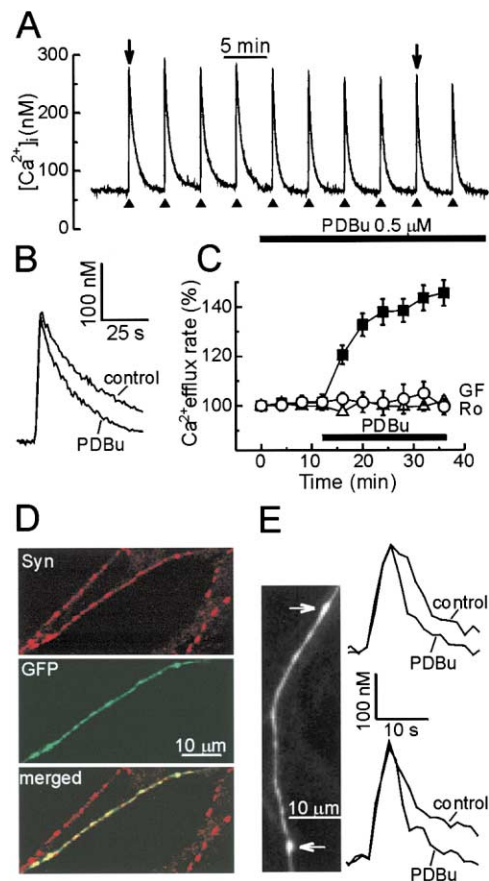 A
5 min
[Ca²⁺]i (nM)
300
200
100
0
PDBu 0.5 μM
B
100 nM
25 s
control
PDBu
C
Ca²⁺efflux rate (%)
140
120
100
GF
Ro
PDBu
0 10 20 30 40
Time (min)
D
Syn
GFP
10 μm
merged
E
10 μm
control
PDBu
100 nM
10 s
control
PDBu